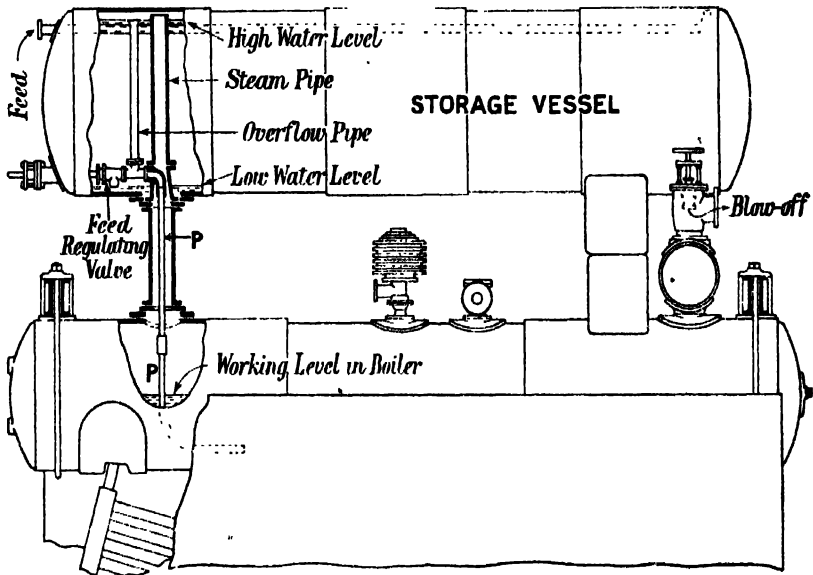 High Water Level
Feed
Steam Pipe
STORAGE VESSEL
Overflow Pipe
Low Water Level
Blow-off
Feed
Regulating
Valve
P
P
Working Level in Boiler